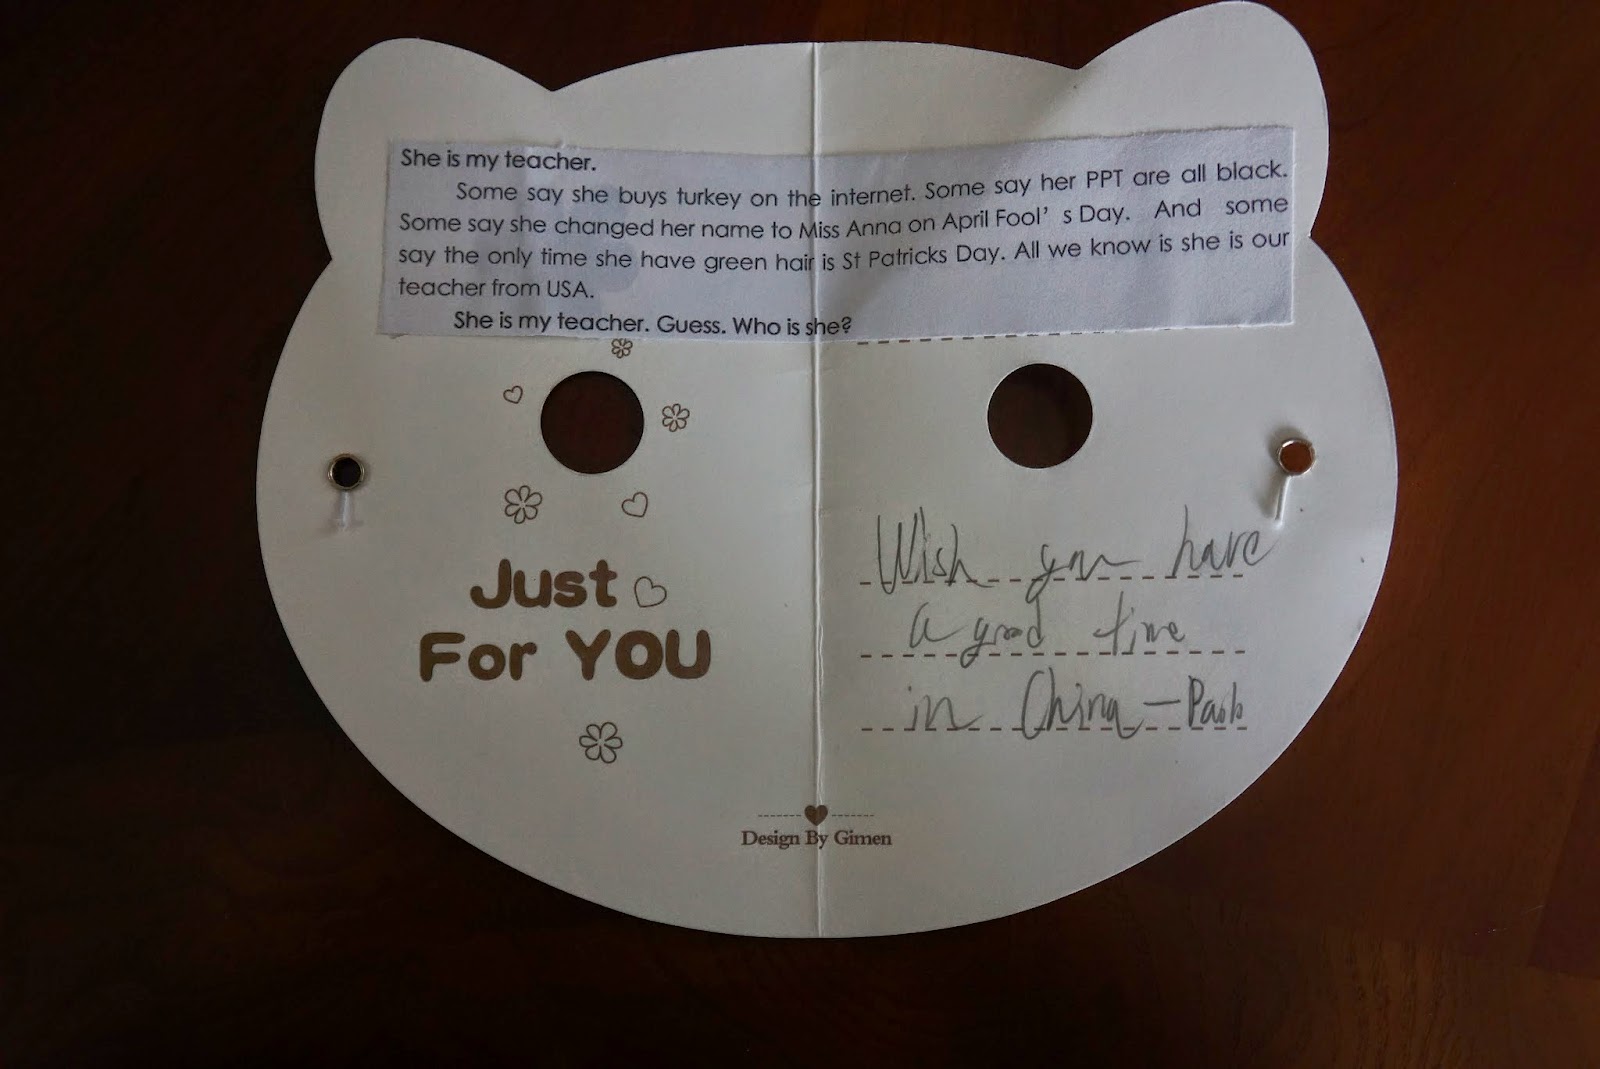 She is my teacher.
Some say she buys turkey on the internet. Some say her PPT are all black.
Some say she changed her name to Miss Anna on April Fool’ s Day. And some
say the only time she have green hair is St Patricks Day. All we know is she is our
teacher from USA.
She is my teacher. Guess. Who is she?
Just
For YOU
Wish you have
a good time
in China —
Design By Gimen